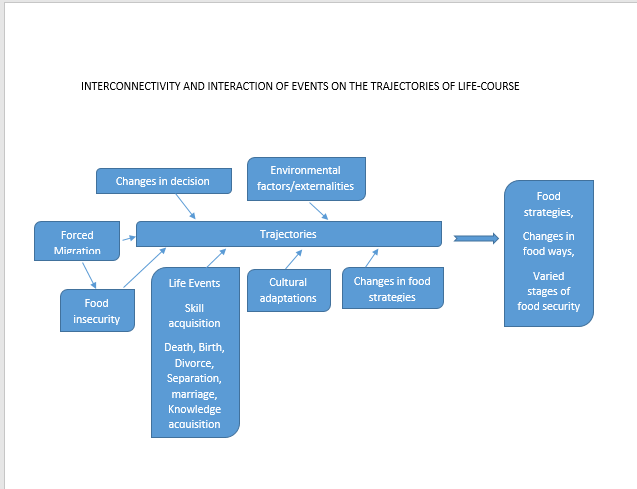 INTERCONNECTIVITY AND INTERACTION OF EVENTS ON THE TRAJECTORIES OF LIFE-COURSE
Changes in decision
Environmental
factors/externalities
Forced
Migration
Trajectories
Food
insecurity
Life Events
Skill
acquisition
Death, Birth,
Divorce,
Separation,
marriage,
Knowledge
acquisition
Cultural
adaptations
Changes in food
strategies
Food
strategies,
Changes in
food ways,
Varied
stages of
food security